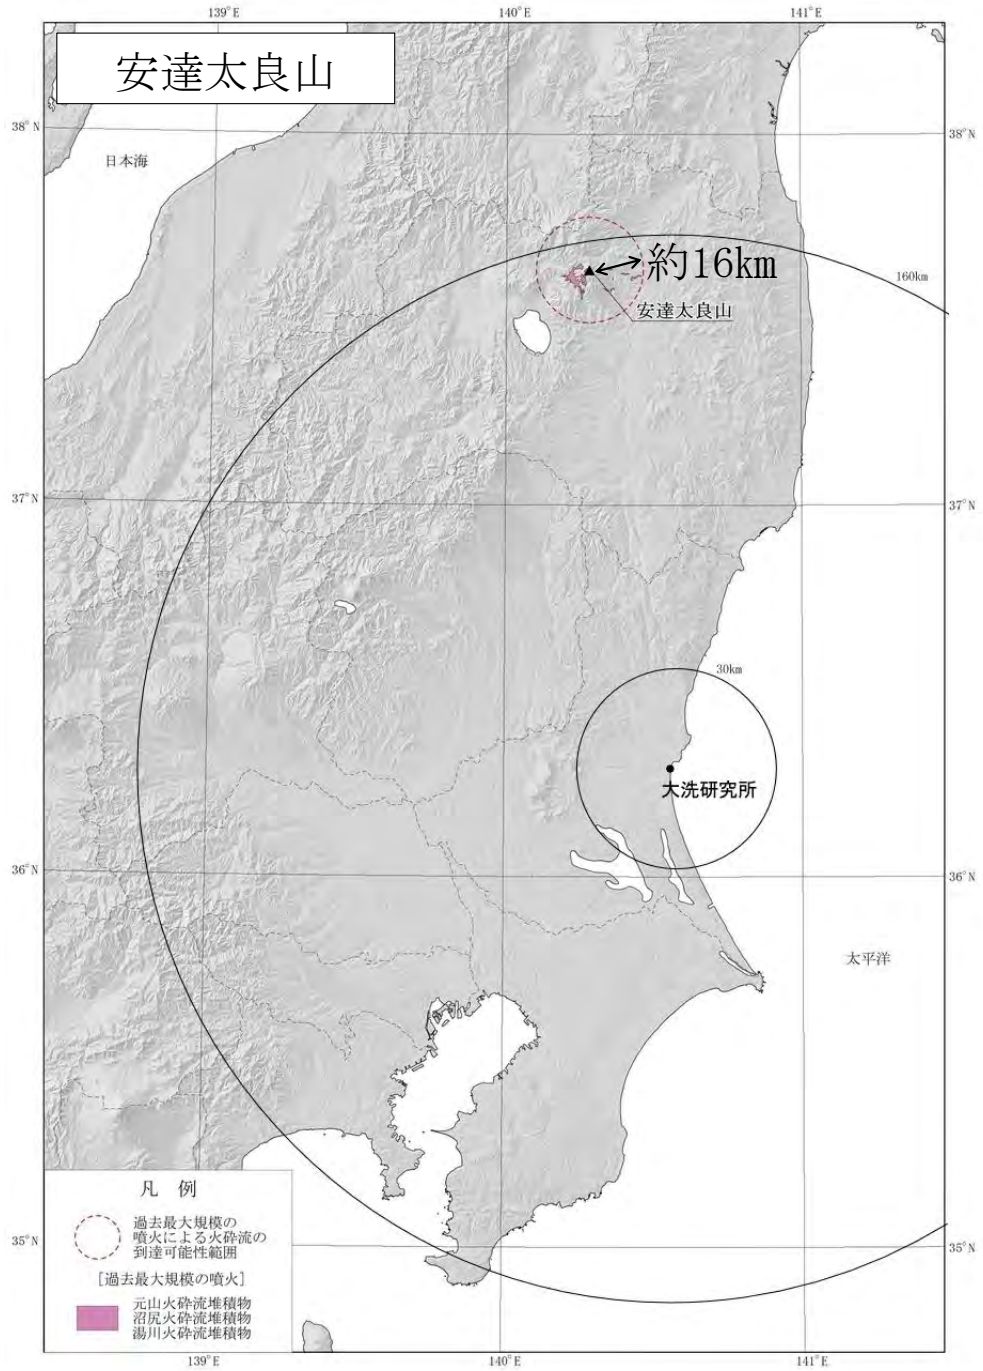 139°E
140°E
141°E
安達太良山
38°N
38°N
日本海
約16km
160km
安達太良山
37°N
37°N
30km
大洗研究所
36°N
36°N
太平洋
凡 例
過去最大規模の
噴火による火砕流の
到達可能性範囲
[過去最大規模の噴火]
元山火砕流堆積物
沼尻火砕流堆積物
湯川火砕流堆積物
35°N
35°N
139°E
140°E
141°E